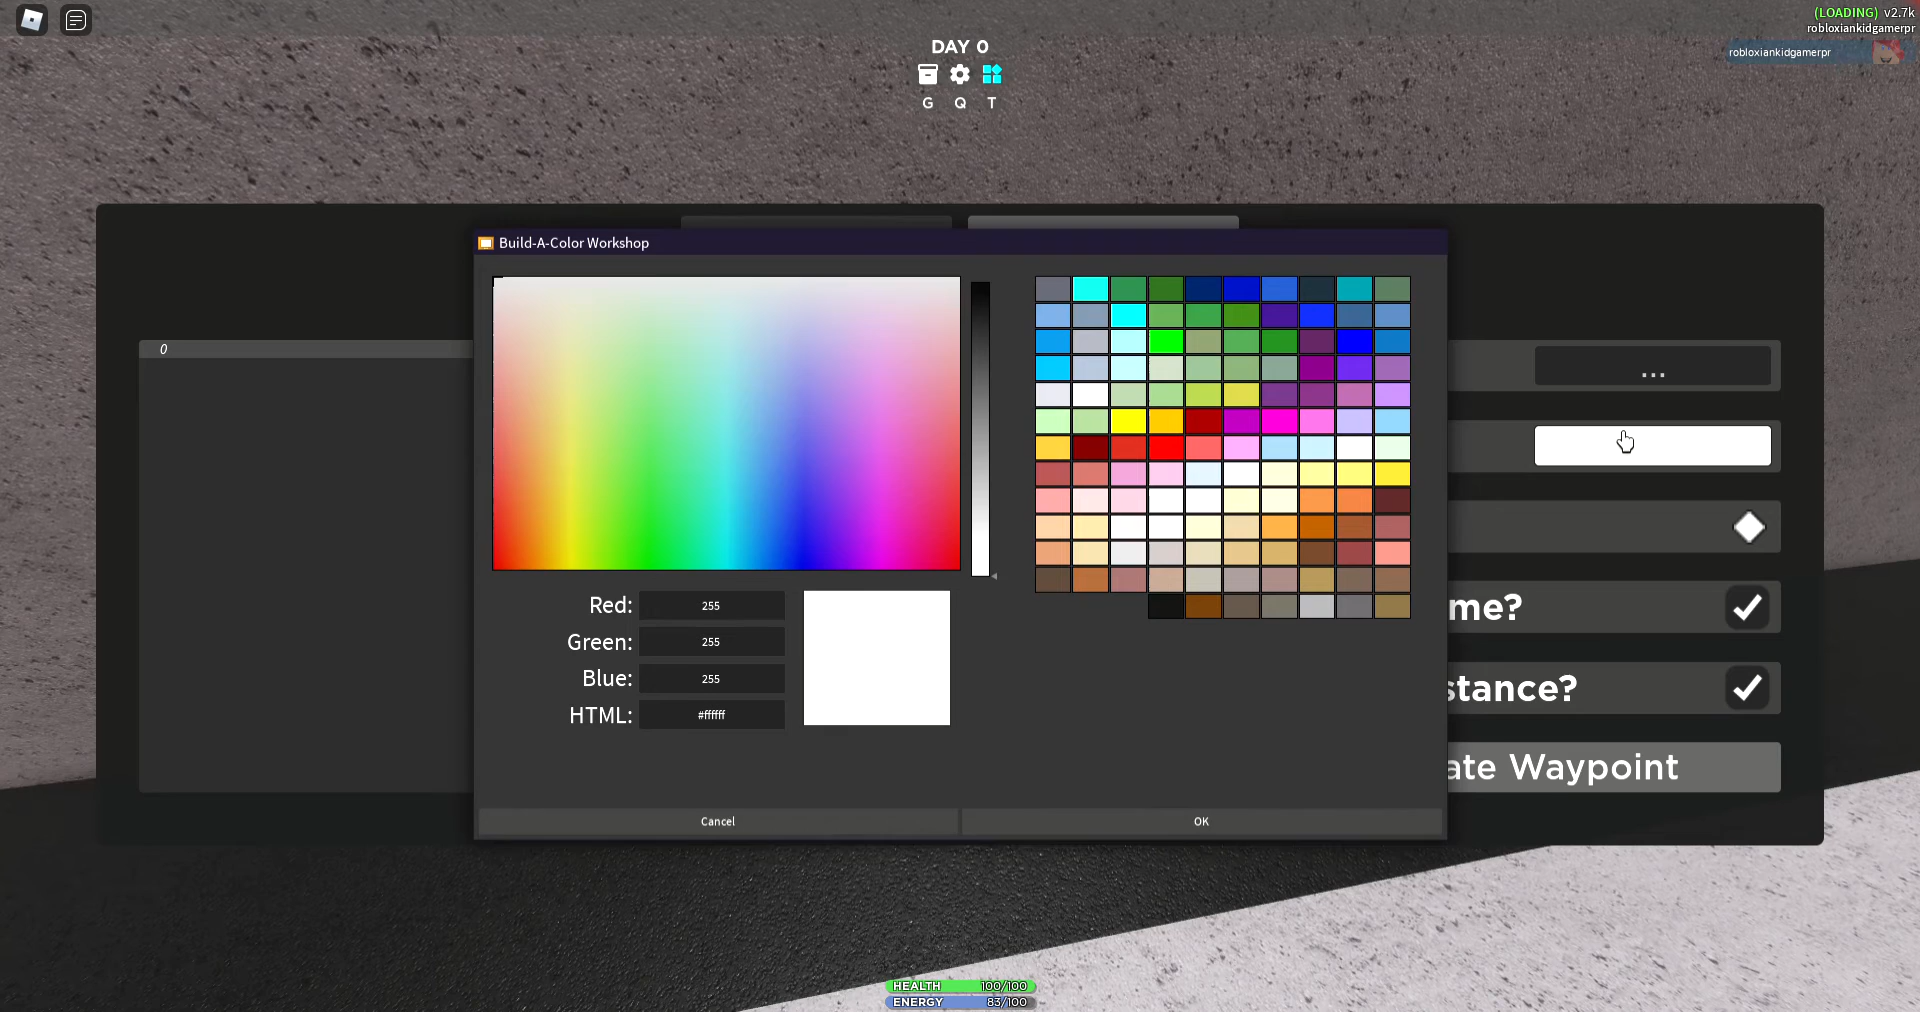 (LOADING) v2.7k
robloxiankidgamerpr
robloxiankidgamerpr
DAY 0
G Q T
Build-A-Color Workshop
0
...
Red: 255
Green: 255
Blue: 255
HTML: #ffffff
me?
stance?
ate Waypoint
Cancel OK
HEALTH 100/100
ENERGY 83/100